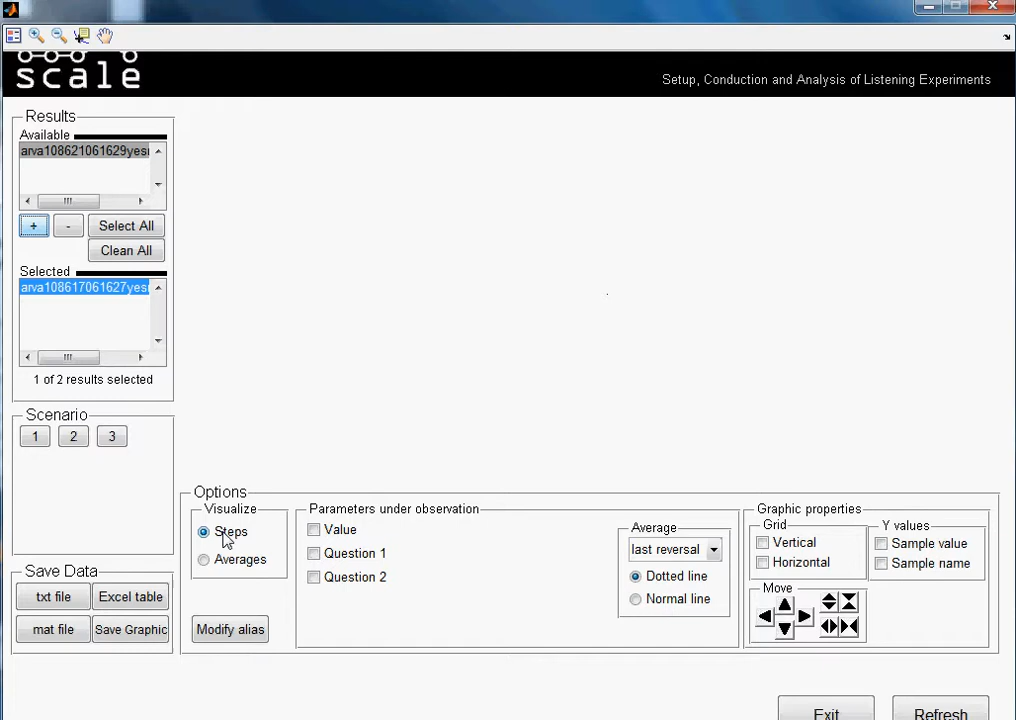 scale
Setup, Conduction and Analysis of Listening Experiments
Results
Available
arva108621061629yes
+ - Select All
Clean All
Selected
arva108617061627yes
1 of 2 results selected
Scenario
1 2 3
Save Data
txt file Excel table
mat file Save Graphic
Options
Visualize
Steps
Averages
Modify alias
Parameters under observation
Value
Question 1
Question 2
Average
last reversal
Dotted line
Normal line
Graphic properties
Grid
Vertical
Horizontal
Y values
Sample value
Sample name
Move
Exit Refresh